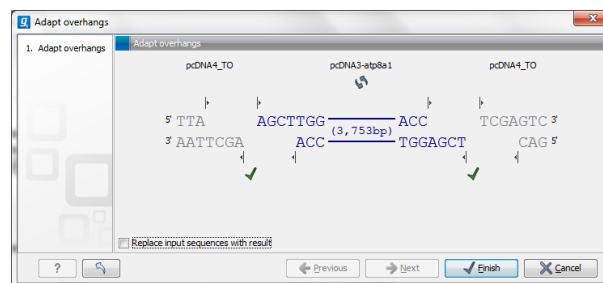 Adapt overhangs
1. Adapt overhangs
Adapt overhangs
pcDNA4_TO pcDNA3-atp8a1 pcDNA4_TO
5' TTA AGCTTGG ACC TCGAGTC 3'
(3,753bp)
3' AATTCGA ACC TGGAGCT CAG 5'
Replace input sequences with result
? Previous Next Finish Cancel